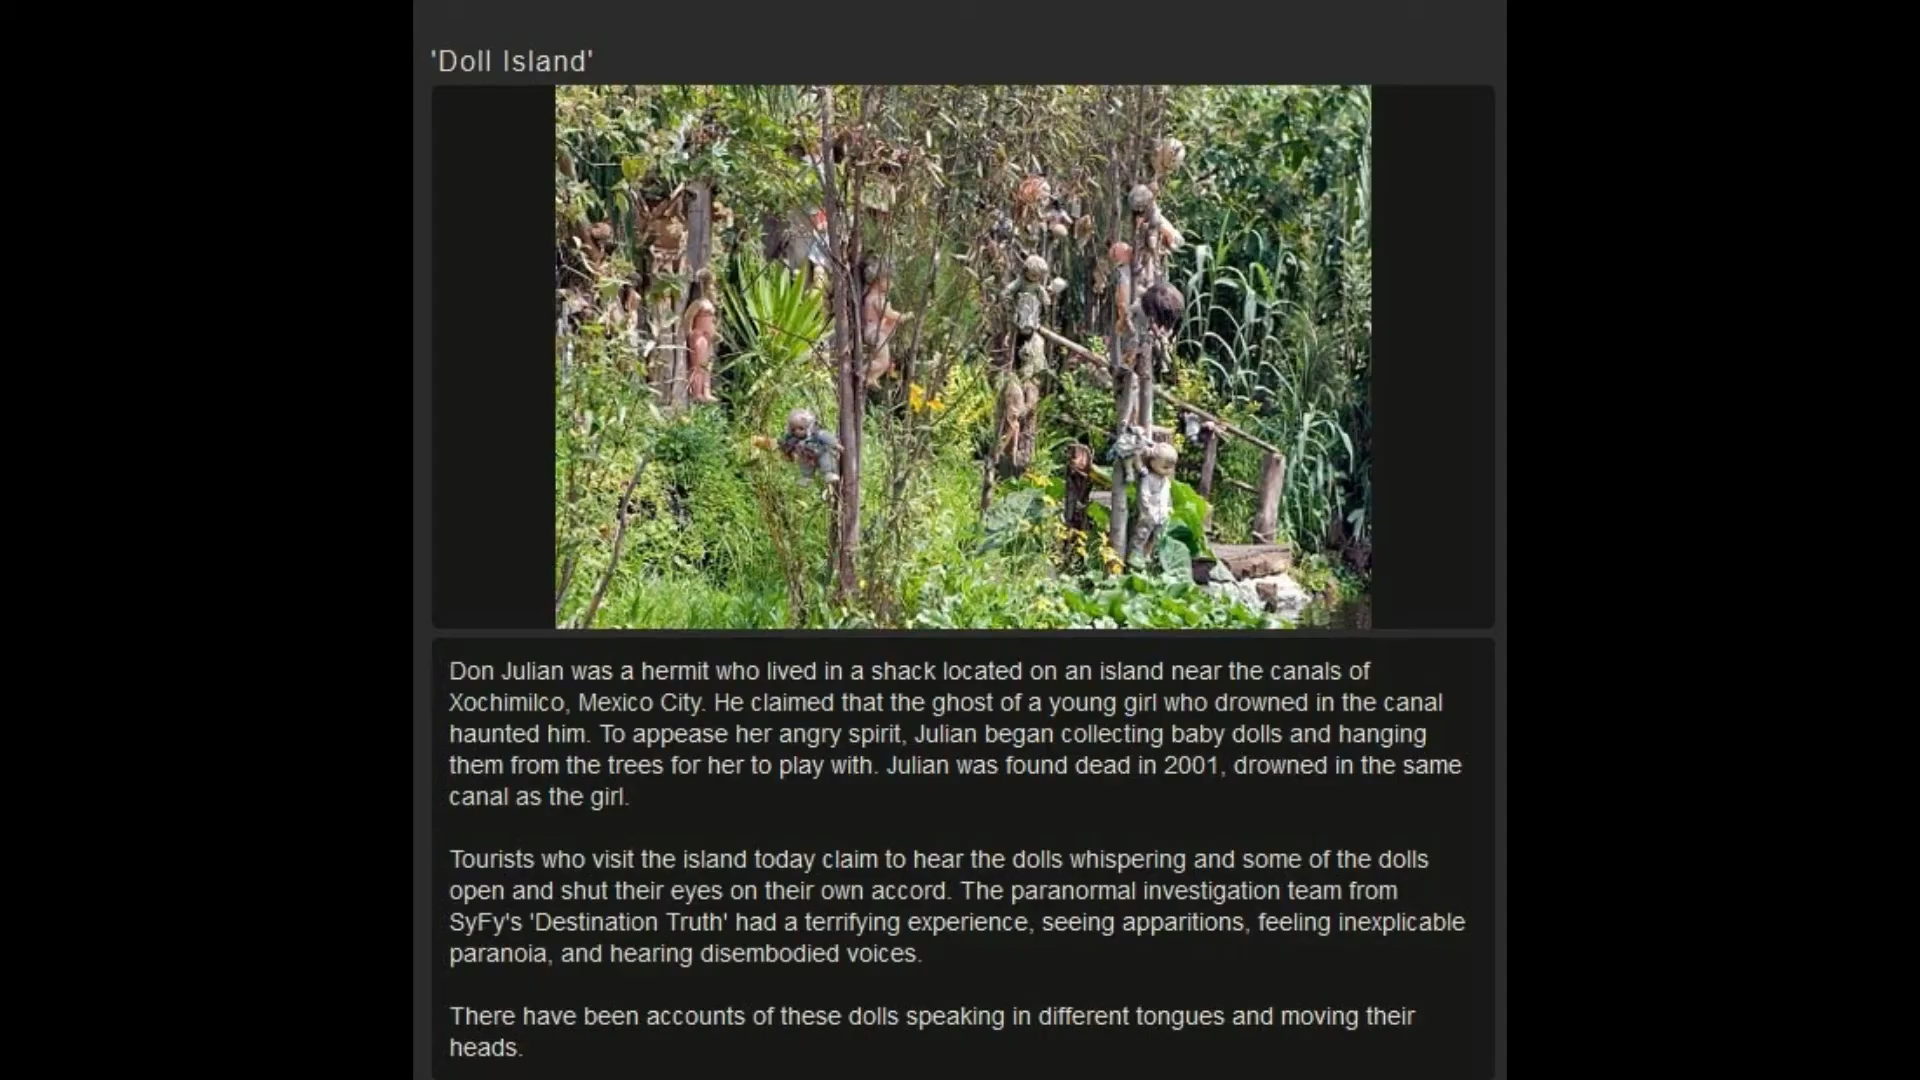 'Doll Island'
Don Julian was a hermit who lived in a shack located on an island near the canals of
Xochimilco, Mexico City. He claimed that the ghost of a young girl who drowned in the canal
haunted him. To appease her angry spirit, Julian began collecting baby dolls and hanging
them from the trees for her to play with. Julian was found dead in 2001, drowned in the same
canal as the girl.
Tourists who visit the island today claim to hear the dolls whispering and some of the dolls
open and shut their eyes on their own accord. The paranormal investigation team from
SyFy's 'Destination Truth' had a terrifying experience, seeing apparitions, feeling inexplicable
paranoia, and hearing disembodied voices.
There have been accounts of these dolls speaking in different tongues and moving their
heads.